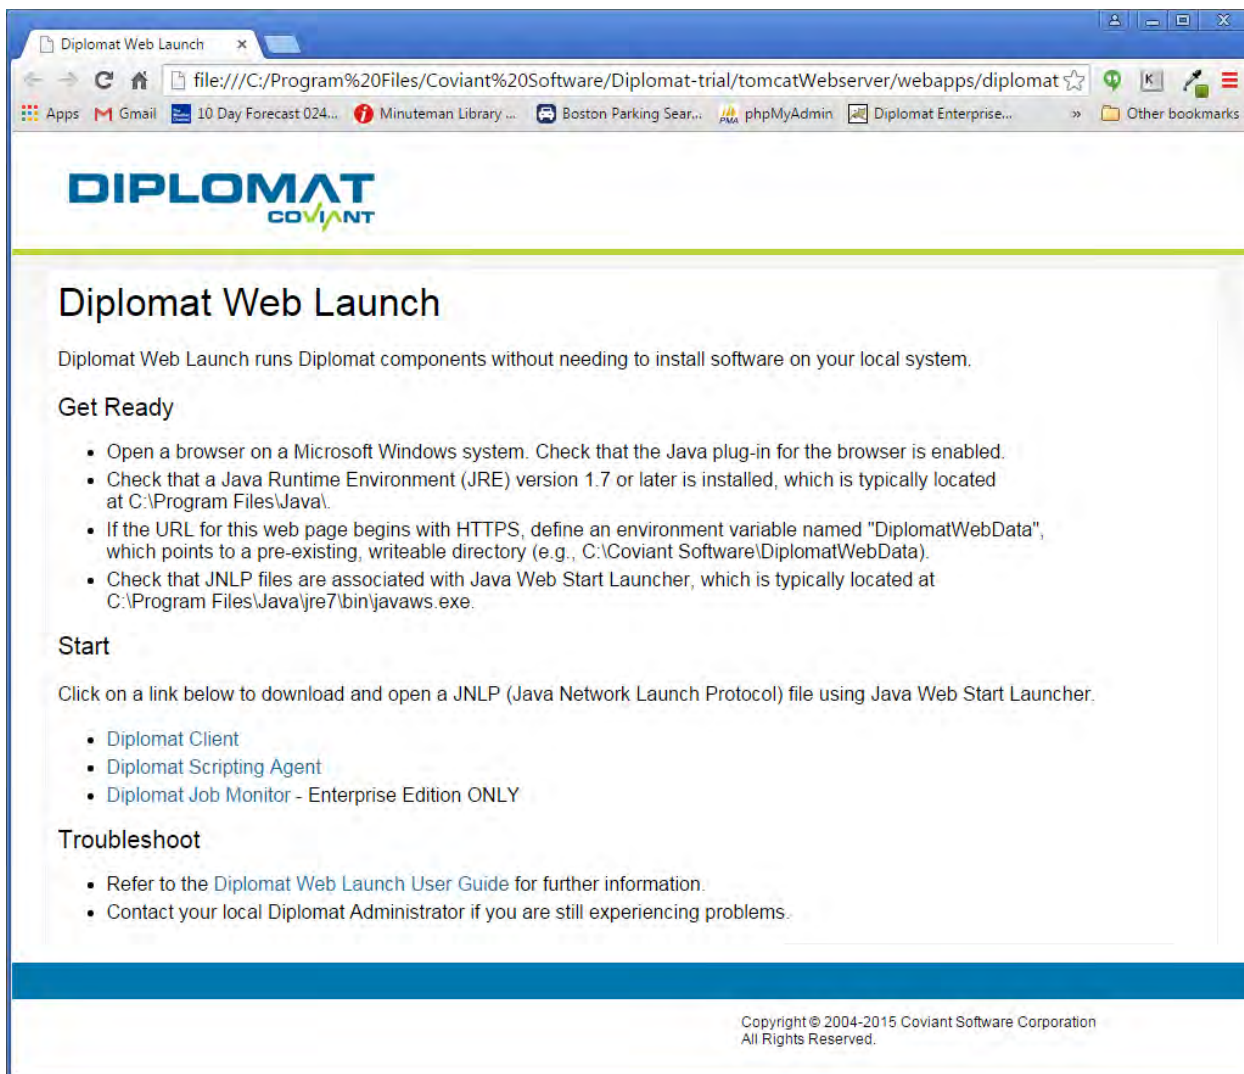 Diplomat Web Launch
file:///C:/Program%20Files/Coviant%20Software/Diplomat-trial/tomcatWebserver/webapps/diplomat
K
Apps Gmail 10 Day Forecast 024... Minuteman Library ... Boston Parking Sear... PMA phpMyAdmin Diplomat Enterprise... » Other bookmarks
DIPLOMAT
COVIANT
Diplomat Web Launch
Diplomat Web Launch runs Diplomat components without needing to install software on your local system.
Get Ready
• Open a browser on a Microsoft Windows system. Check that the Java plug-in for the browser is enabled.
• Check that a Java Runtime Environment (JRE) version 1.7 or later is installed, which is typically located
at C:\Program Files\Java\.
• If the URL for this web page begins with HTTPS, define an environment variable named "DiplomatWebData",
which points to a pre-existing, writeable directory (e.g., C:\Coviant Software\DiplomatWebData).
• Check that JNLP files are associated with Java Web Start Launcher, which is typically located at
C:\Program Files\Java\jre7\bin\javaws.exe.
Start
Click on a link below to download and open a JNLP (Java Network Launch Protocol) file using Java Web Start Launcher.
• Diplomat Client
• Diplomat Scripting Agent
• Diplomat Job Monitor - Enterprise Edition ONLY
Troubleshoot
• Refer to the Diplomat Web Launch User Guide for further information.
• Contact your local Diplomat Administrator if you are still experiencing problems.
Copyright © 2004-2015 Coviant Software Corporation
All Rights Reserved.